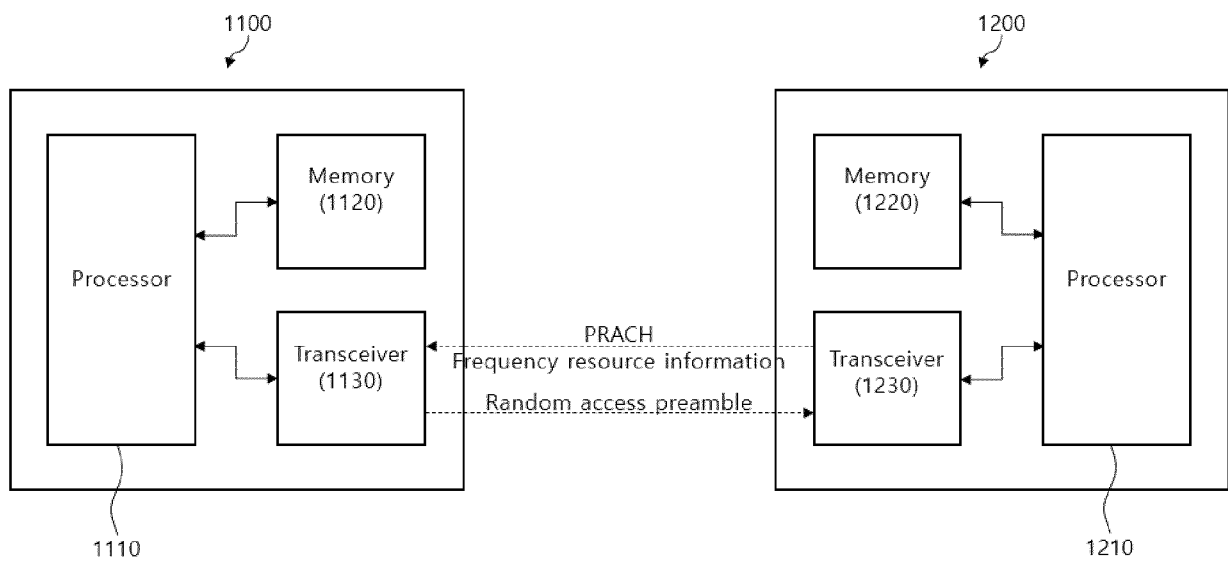 1100
1200
Memory
(1120)
Processor
Transceiver
(1130)
PRACH
Frequency resource information
Random access preamble
Memory
(1220)
Processor
Transceiver
(1230)
1110
1210